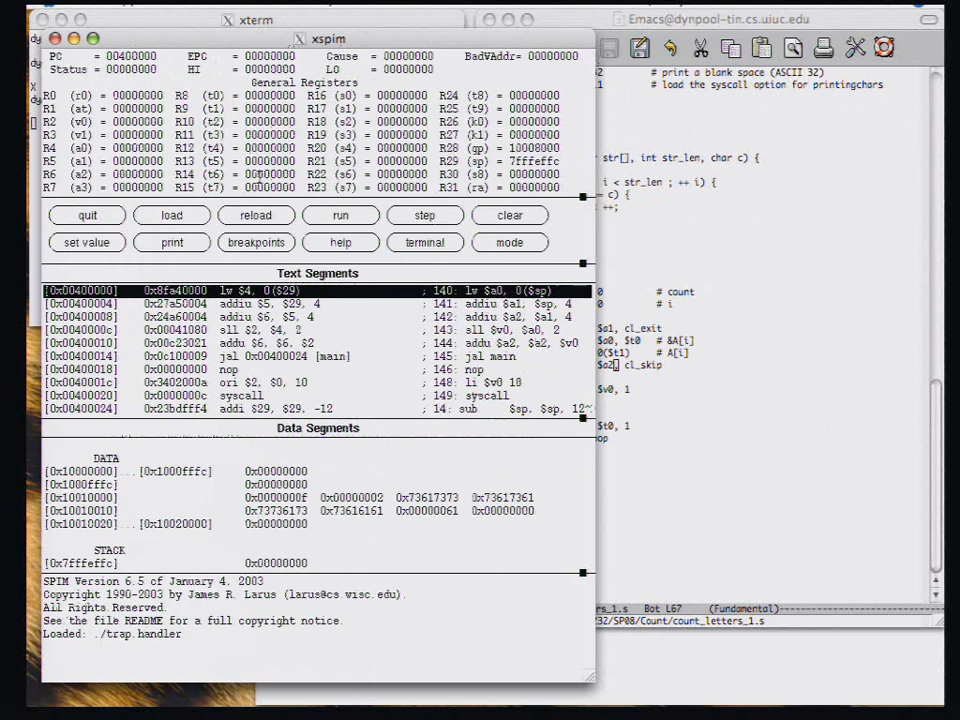 xterm
Emacs@dynpool-tin.cs.uiuc.edu
xspim
PC = 00400000 EPC = 00000000 Cause = 00000000 BadVAddr= 00000000
Status = 00000000 HI = 00000000 LO = 00000000
General Registers
R0 (r0) = 00000000 R8 (t0) = 00000000 R16 (s0) = 00000000 R24 (t8) = 00000000
R1 (at) = 00000000 R9 (t1) = 00000000 R17 (s1) = 00000000 R25 (t9) = 00000000
R2 (v0) = 00000000 R10 (t2) = 00000000 R18 (s2) = 00000000 R26 (k0) = 00000000
R3 (v1) = 00000000 R11 (t3) = 00000000 R19 (s3) = 00000000 R27 (k1) = 00000000
R4 (a0) = 00000000 R12 (t4) = 00000000 R20 (s4) = 00000000 R28 (gp) = 10008000
R5 (a1) = 00000000 R13 (t5) = 00000000 R21 (s5) = 00000000 R29 (sp) = 7fffeffc
R6 (a2) = 00000000 R14 (t6) = 00000000 R22 (s6) = 00000000 R30 (s8) = 00000000
R7 (a3) = 00000000 R15 (t7) = 00000000 R23 (s7) = 00000000 R31 (ra) = 00000000
quit load reload run step clear
set value print breakpoints help terminal mode
Text Segments
[0x00400000] 0x8fa40000 lw $4, 0($29) ; 140: lw $a0, 0($sp)
[0x00400004] 0x27a50004 addiu $5, $29, 4 ; 141: addiu $a1, $sp, 4
[0x00400008] 0x24a60004 addiu $6, $5, 4 ; 142: addiu $a2, $a1, 4
[0x0040000c] 0x00041080 sll $2, $4, 2 ; 143: sll $v0, $a0, 2
[0x00400010] 0x00c23021 addu $6, $6, $2 ; 144: addu $a2, $a2, $v0
[0x00400014] 0x0c100009 jal 0x00400024 [main] ; 145: jal main
[0x00400018] 0x00000000 nop ; 146: nop
[0x0040001c] 0x3402000a ori $2, $0, 10 ; 148: li $v0 10
[0x00400020] 0x0000000c syscall ; 149: syscall
[0x00400024] 0x23bdfff4 addi $29, $29, -12 ; 14: sub $sp, $sp, 12~
Data Segments
DATA
[0x10000000]...[0x1000fffc] 0x00000000
[0x1000fffc] 0x00000000
[0x10010000] 0x0000000f 0x00000002 0x73617373 0x73617361
[0x10010010] 0x73736173 0x73616161 0x00000061 0x00000000
[0x10010020]...[0x10020000] 0x00000000
STACK
[0x7fffeffc] 0x00000000
SPIM Version 6.5 of January 4, 2003
Copyright 1990-2003 by James R. Larus (larus@cs.wisc.edu).
All Rights Reserved.
See the file README for a full copyright notice.
Loaded: ./trap.handler
# print a blank space (ASCII 32)
# load the syscall option for printingchars
str[], int str_len, char c) {
i < str_len ; ++ i) {
= c) {
++;
0 # count
0 # i
$a1, cl_exit
$a0, $t0 # &A[i]
0($t1) # A[i]
$a2, cl_skip
$v0, 1
$t0, 1
op
rs_1.s Bot L67 (Fundamental)
232/SP08/Count/count_letters_1.s